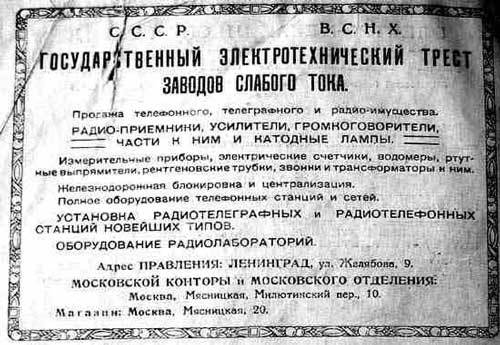 С. С. С. Р. В. С. Н. Х.
ГОСУДАРСТВЕННЫЙ ЭЛЕКТРОТЕХНИЧЕСКИЙ ТРЕСТ
ЗАВОДОВ СЛАБОГО ТОКА.
Продажа телефонного, телеграфного и радио-имущества.
РАДИО-ПРИЕМНИКИ, УСИЛИТЕЛИ, ГРОМКОГОВОРИТЕЛИ,
ЧАСТИ К НИМ И КАТОДНЫЕ ЛАМПЫ.
Измерительные приборы, электрические счетчики, водомеры, ртут-
ные выпрямители, рентгеновские трубки, звонки и трансформаторы к ним.
Железнодорожная блокировка и централизация.
Полное оборудование телефонных станций и сетей.
УСТАНОВКА РАДИОТЕЛЕГРАФНЫХ и РАДИОТЕЛЕФОННЫХ
СТАНЦИЙ НОВЕЙШИХ ТИПОВ.
ОБОРУДОВАНИЕ РАДИОЛАБОРАТОРИЙ.
Адрес ПРАВЛЕНИЯ: ЛЕНИНГРАД, ул. Желябова, 9.
МОСКОВСКОЙ КОНТОРЫ и МОСКОВСКОГО ОТДЕЛЕНИЯ:
Москва, Мясницкая, Милютинский пер., 10.
Магазин: Москва, Мясницкая, 20.